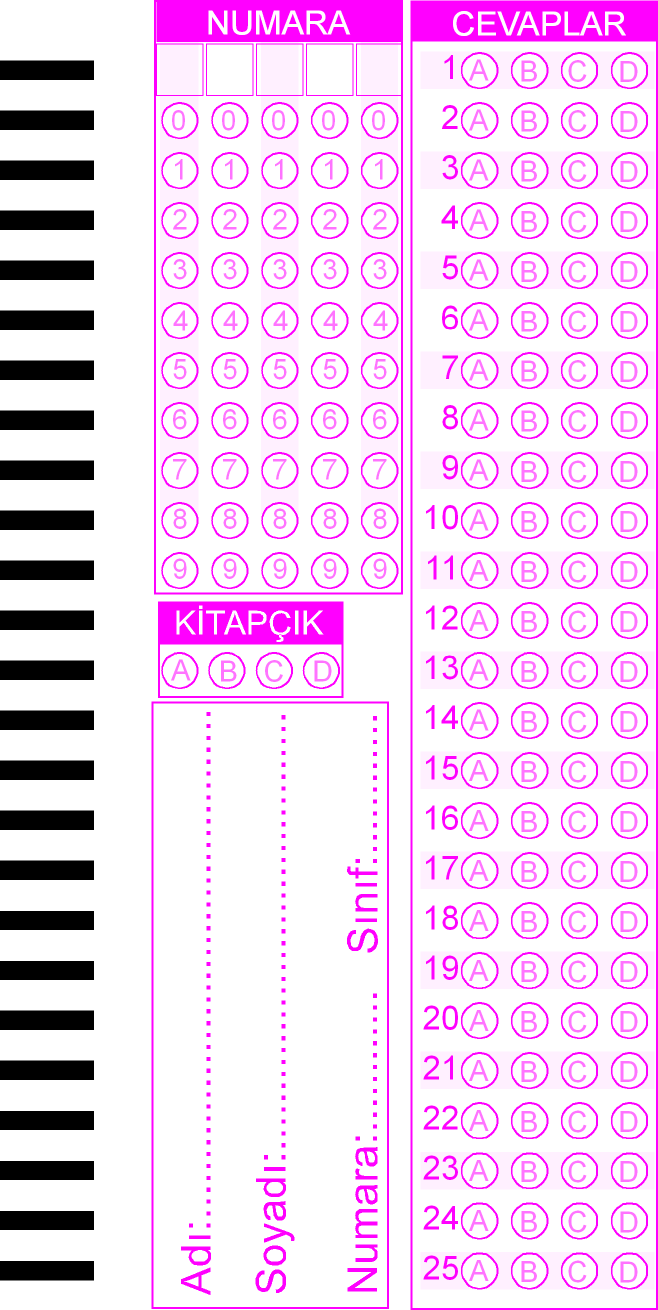 NUMARA
0 0 0 0 0
1 1 1 1 1
2 2 2 2 2
3 3 3 3 3
4 4 4 4 4
5 5 5 5 5
6 6 6 6 6
7 7 7 7 7
8 8 8 8 8
9 9 9 9 9
KİTAPÇIK
A B C D
Adı:
Soyadı:
Numara: Sınıf:
CEVAPLAR
1 A B C D
2 A B C D
3 A B C D
4 A B C D
5 A B C D
6 A B C D
7 A B C D
8 A B C D
9 A B C D
10 A B C D
11 A B C D
12 A B C D
13 A B C D
14 A B C D
15 A B C D
16 A B C D
17 A B C D
18 A B C D
19 A B C D
20 A B C D
21 A B C D
22 A B C D
23 A B C D
24 A B C D
25 A B C D